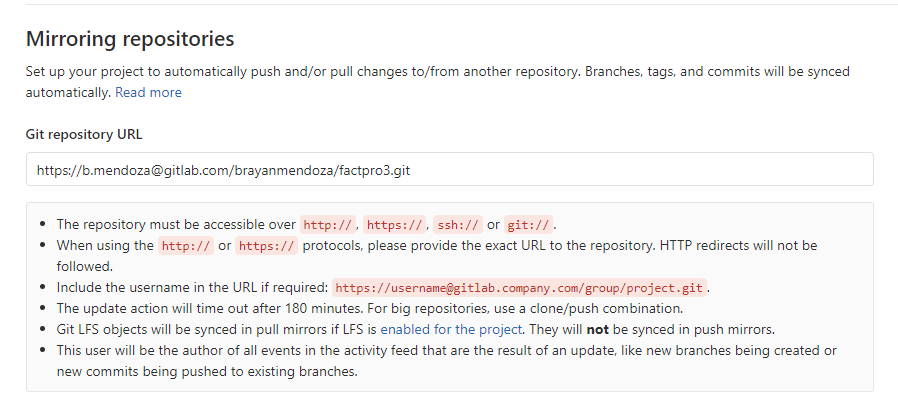 Mirroring repositories
Set up your project to automatically push and/or pull changes to/from another repository. Branches, tags, and commits will be synced
automatically. Read more
Git repository URL
https://b.mendoza@gitlab.com/brayanmendoza/factpro3.git
• The repository must be accessible over http://, https://, ssh:// or git://.
• When using the http:// or https:// protocols, please provide the exact URL to the repository. HTTP redirects will not be
followed.
• Include the username in the URL if required: https://username@gitlab.company.com/group/project.git.
• The update action will time out after 180 minutes. For big repositories, use a clone/push combination.
• Git LFS objects will be synced in pull mirrors if LFS is enabled for the project. They will not be synced in push mirrors.
• This user will be the author of all events in the activity feed that are the result of an update, like new branches being created or
new commits being pushed to existing branches.